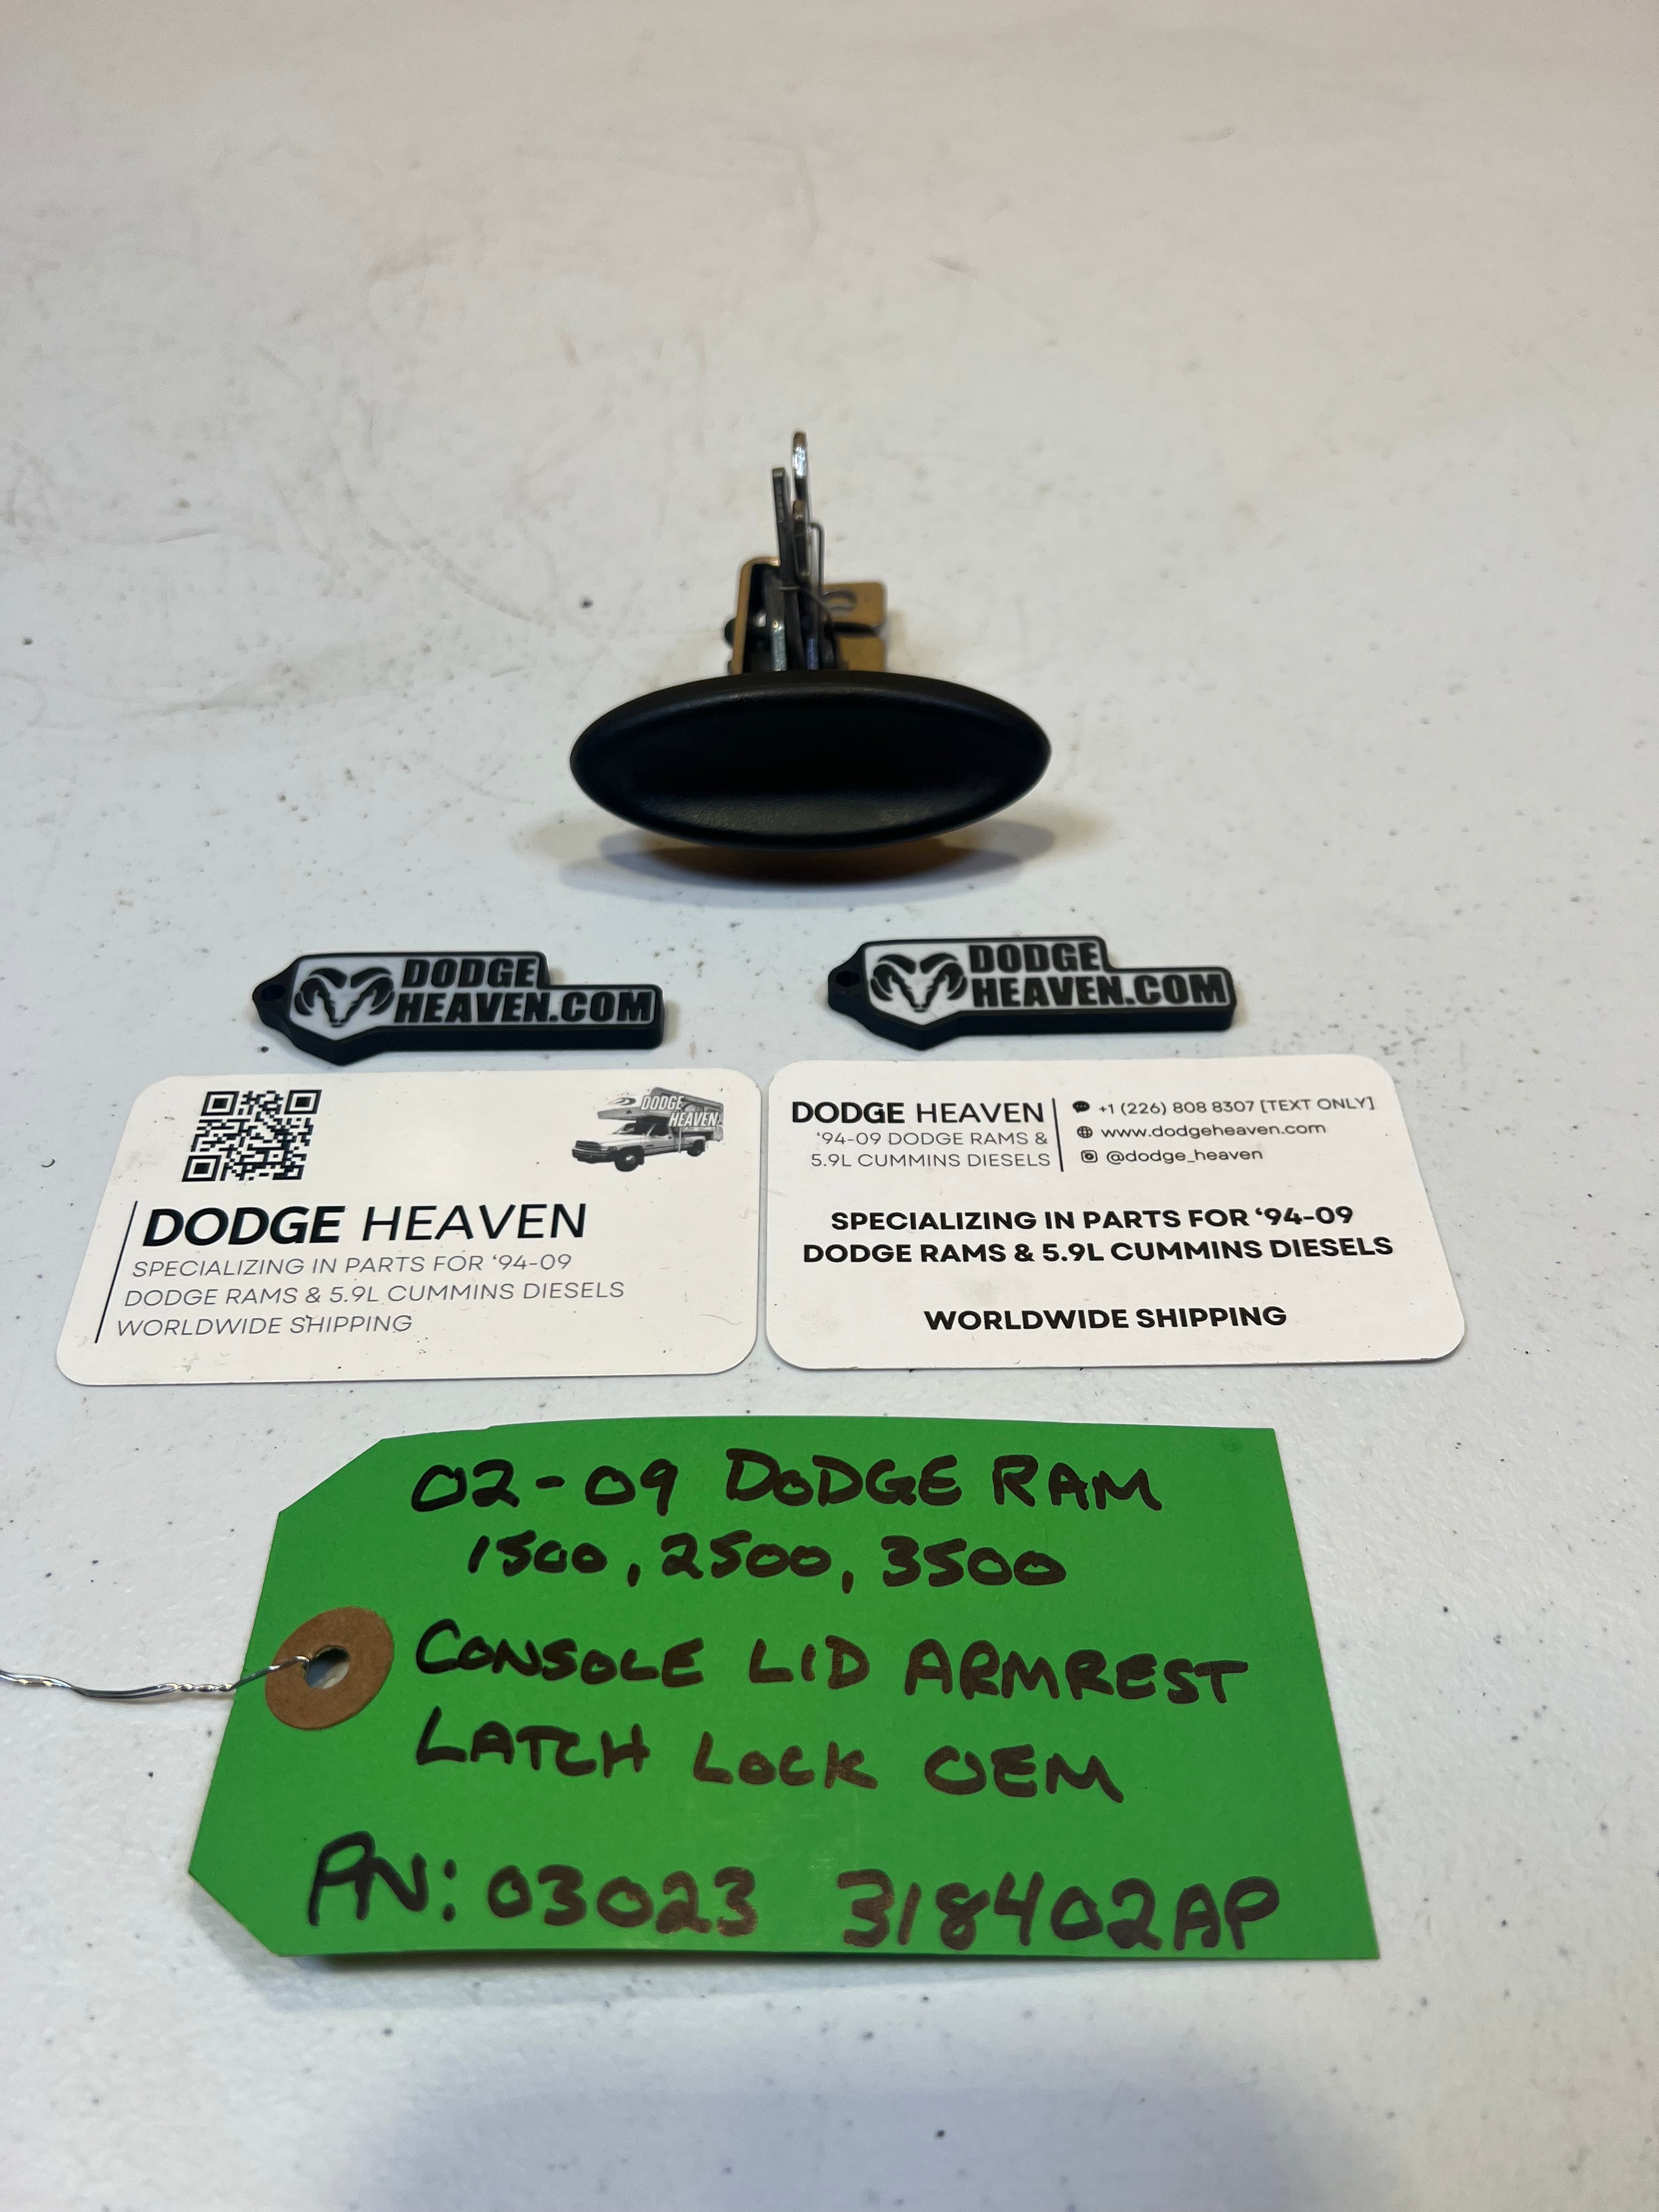 DODGE
HEAVEN.COM
DODGE
HEAVEN.COM
DODGE
HEAVEN
DODGE HEAVEN
SPECIALIZING IN PARTS FOR ‘94-09
DODGE RAMS & 5.9L CUMMINS DIESELS
WORLDWIDE SHIPPING
DODGE HEAVEN
‘94-09 DODGE RAMS &
5.9L CUMMINS DIESELS
+1 (226) 808 8307 [TEXT ONLY]
www.dodgeheaven.com
@dodge_heaven
SPECIALIZING IN PARTS FOR ‘94-09
DODGE RAMS & 5.9L CUMMINS DIESELS
WORLDWIDE SHIPPING
02-09 DODGE RAM
1500, 2500, 3500
CONSOLE LID ARMREST
LATCH LOCK OEM
PN: 03023 318402AP